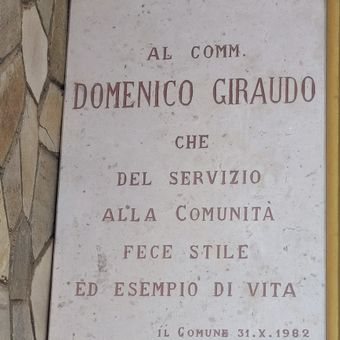 AL COMM.
DOMENICO GIRAUDO
CHE
DEL SERVIZIO
ALLA COMUNITÀ
FECE STILE
ED ESEMPIO DI VITA
IL COMUNE 31.X.1982